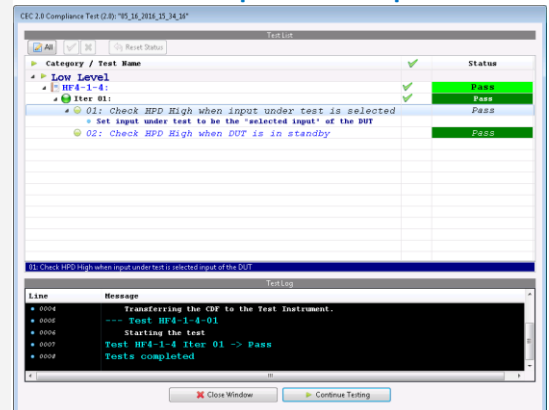 CEC 2.0 Compliance Test (2.0): "05_16_2016_15_34_16"
Test List
All Reset Status
Category / Test Name Status
Low Level
HF4-1-4: Pass
Iter 01: Pass
01: Check HPD High when input under test is selected Pass
Set input under test to be the "selected input" of the DUT
02: Check HPD High when DUT is in standby Pass
01: Check HPD High when input under test is selected input of the DUT
Test Log
Line Message
0004 Transferring the CDF to the Test Instrument.
0005 --- Test HF4-1-4-01
0006 Starting the test
0007 Test HF4-1-4 Iter 01 -> Pass
0008 Tests completed
Close Window Continue Testing